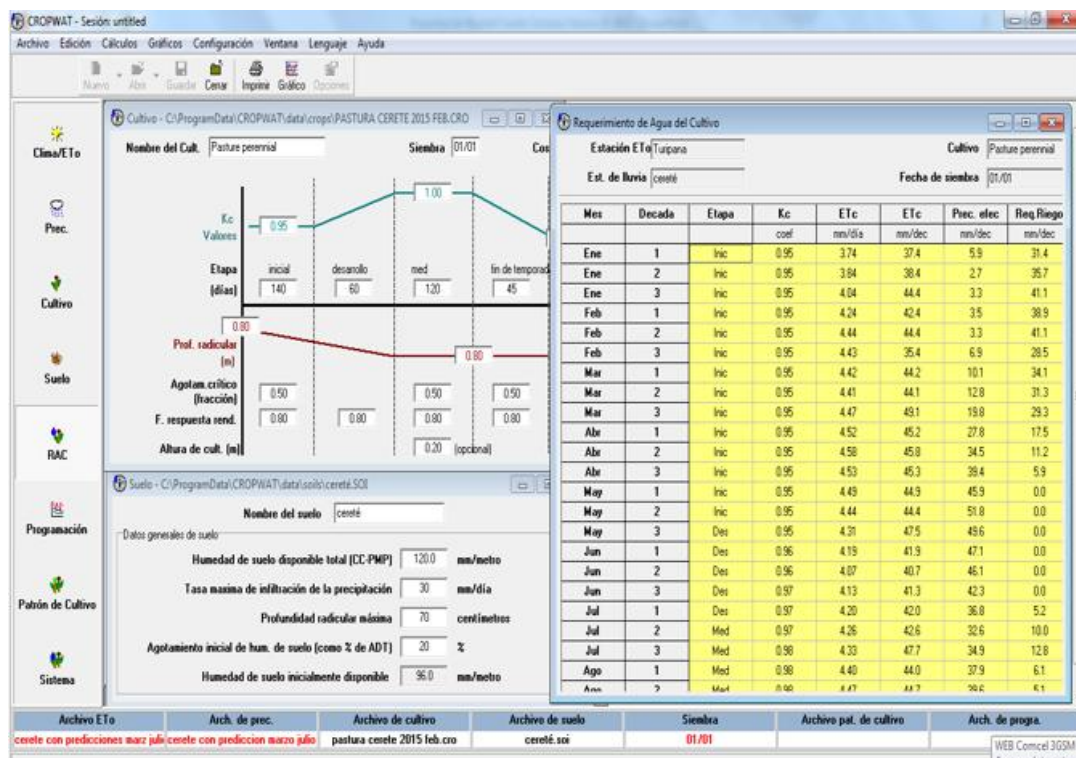 CROPWAT - Sesión: untitled
Archivo Edición Cálculos Gráficos Configuración Ventana Lenguaje Ayuda
Nuevo Abrir Guardar Cerrar Imprimir Gráfico Opciones
Clima/ETo
Prec.
Cultivo
Suelo
RAC
Programación
Patrón de Cultivo
Sistema
Cultivo - C:\ProgramData\CROPWAT\data\crops\PASTURA CERETE 2015 FEB.CRO
Nombre del Cult. Pasture perennial Siembra 01/01 Cos
Kc
Valores
0.95 1.00
Etapa inicial desarrollo med fin de temporad
(días) 140 60 120 45
0.80
Prof. radicular
(m)
0.80
Agotam.crítico
(fracción) 0.50 0.50 0.50
F. respuesta rend. 0.80 0.80 0.80 0.80
Altura de cult. (m) 0.20 (opcional)
Suelo - C:\ProgramData\CROPWAT\data\soils\cereté.SOI
Nombre del suelo cereté
Datos generales de suelo
Humedad de suelo disponible total (CC-PMP) 120.0 mm/metro
Tasa maxima de infiltración de la precipitación 30 mm/día
Profundidad radicular máxima 70 centímetros
Agotamiento inicial de hum. de suelo (como % de ADT) 20 %
Humedad de suelo inicialmente disponible 96.0 mm/metro
Requerimiento de Agua del Cultivo
Estación ETo Turipana Cultivo Pasture perennial
Est. de lluvia cereté Fecha de siembra 01/01
Mes Decada Etapa Kc ETc ETc Prec. efec Req.Riego
coef mm/día mm/dec mm/dec mm/dec
Ene 1 Inic 0.95 3.74 37.4 5.9 31.4
Ene 2 Inic 0.95 3.84 38.4 2.7 35.7
Ene 3 Inic 0.95 4.04 44.4 3.3 41.1
Feb 1 Inic 0.95 4.24 42.4 3.5 38.9
Feb 2 Inic 0.95 4.44 44.4 3.3 41.1
Feb 3 Inic 0.95 4.43 35.4 6.9 28.5
Mar 1 Inic 0.95 4.42 44.2 10.1 34.1
Mar 2 Inic 0.95 4.41 44.1 12.8 31.3
Mar 3 Inic 0.95 4.47 49.1 19.8 29.3
Abr 1 Inic 0.95 4.52 45.2 27.8 17.5
Abr 2 Inic 0.95 4.58 45.8 34.5 11.2
Abr 3 Inic 0.95 4.53 45.3 39.4 5.9
May 1 Inic 0.95 4.49 44.9 45.9 0.0
May 2 Inic 0.95 4.44 44.4 51.8 0.0
May 3 Des 0.95 4.31 47.5 49.6 0.0
Jun 1 Des 0.96 4.19 41.9 47.1 0.0
Jun 2 Des 0.96 4.07 40.7 46.1 0.0
Jun 3 Des 0.97 4.13 41.3 42.3 0.0
Jul 1 Des 0.97 4.20 42.0 36.8 5.2
Jul 2 Med 0.97 4.26 42.6 32.6 10.0
Jul 3 Med 0.98 4.33 47.7 34.9 12.8
Ago 1 Med 0.98 4.40 44.0 37.9 6.1
Ago 2 Med 0.98 4.47 44.7 39.6 5.1
Archivo ETo Arch. de prec. Archivo de cultivo Archivo de suelo Siembra Archivo pat. de cultivo Arch. de progra.
cerete con predicciones marz juli cerete con prediccion marzo julio pastura cerete 2015 feb.cro cereté.soi 01/01
WEB Comcel 3GSM